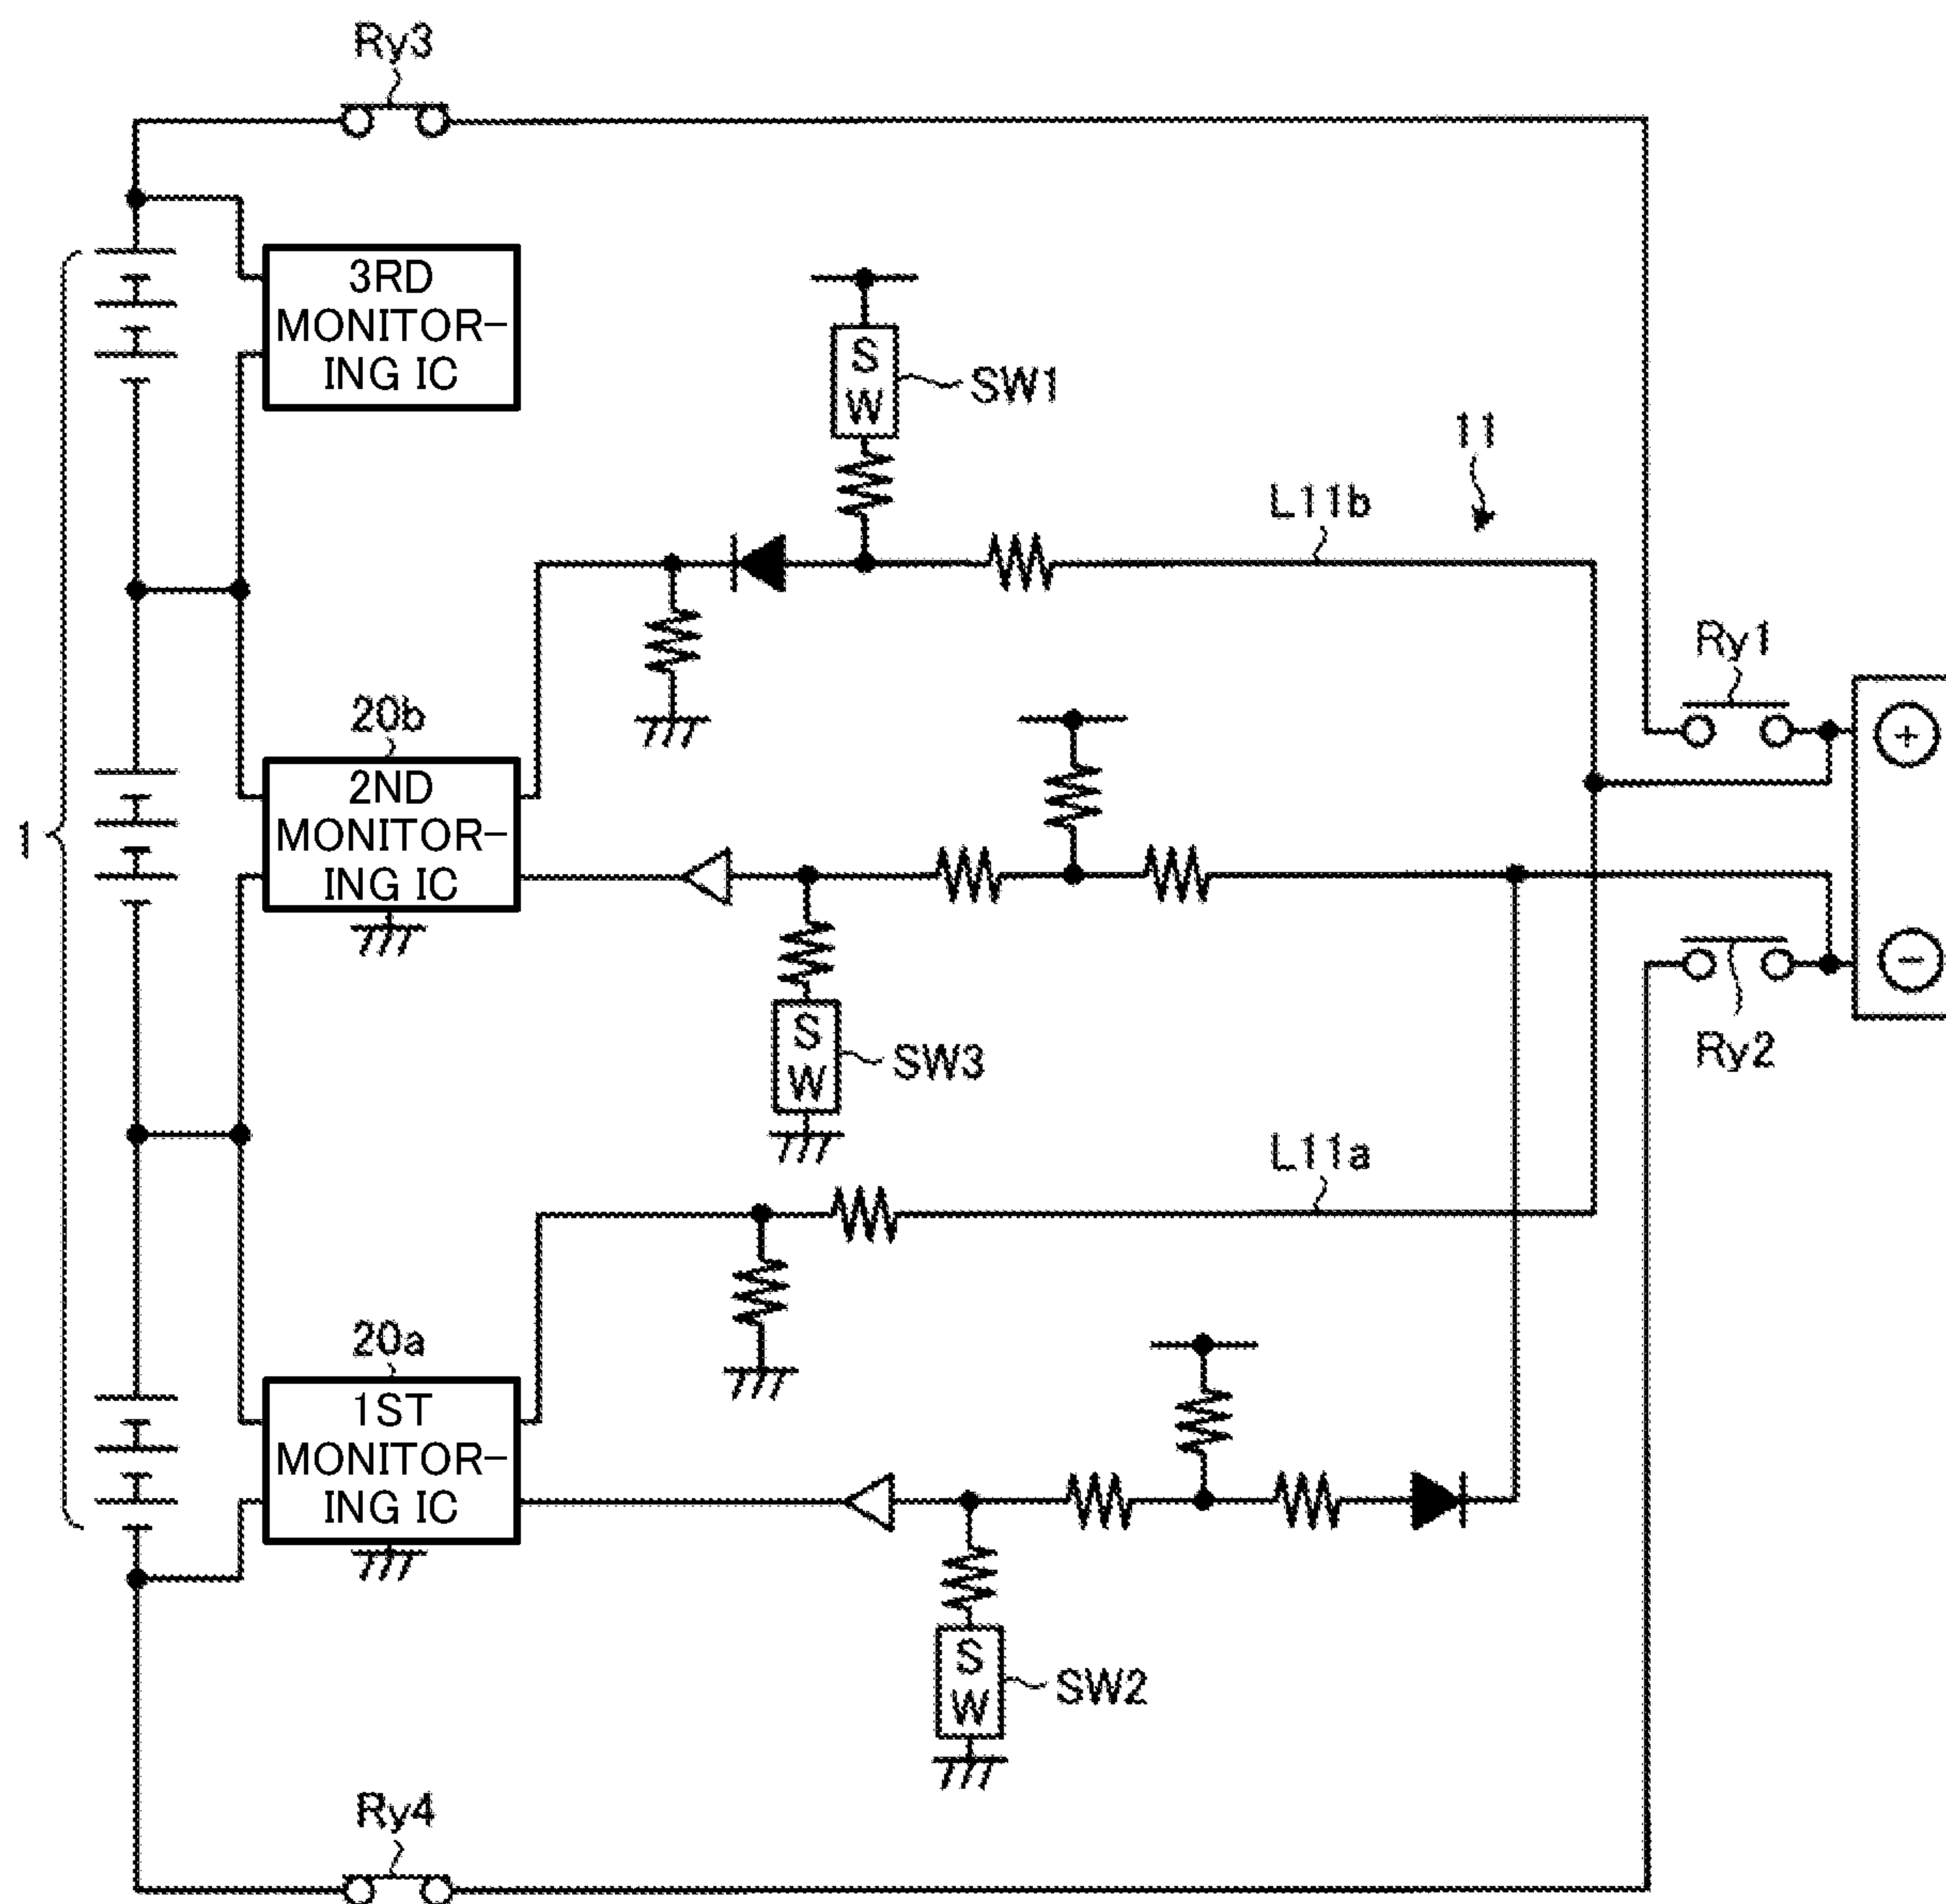 Ry3
3RD
MONITOR-
ING IC
S
W
SW1
11
L11b
Ry1
20b
+
2ND
MONITOR-
ING IC
1
−
S
W
SW3
Ry2
L11a
20a
1ST
MONITOR-
ING IC
S
W
SW2
Ry4